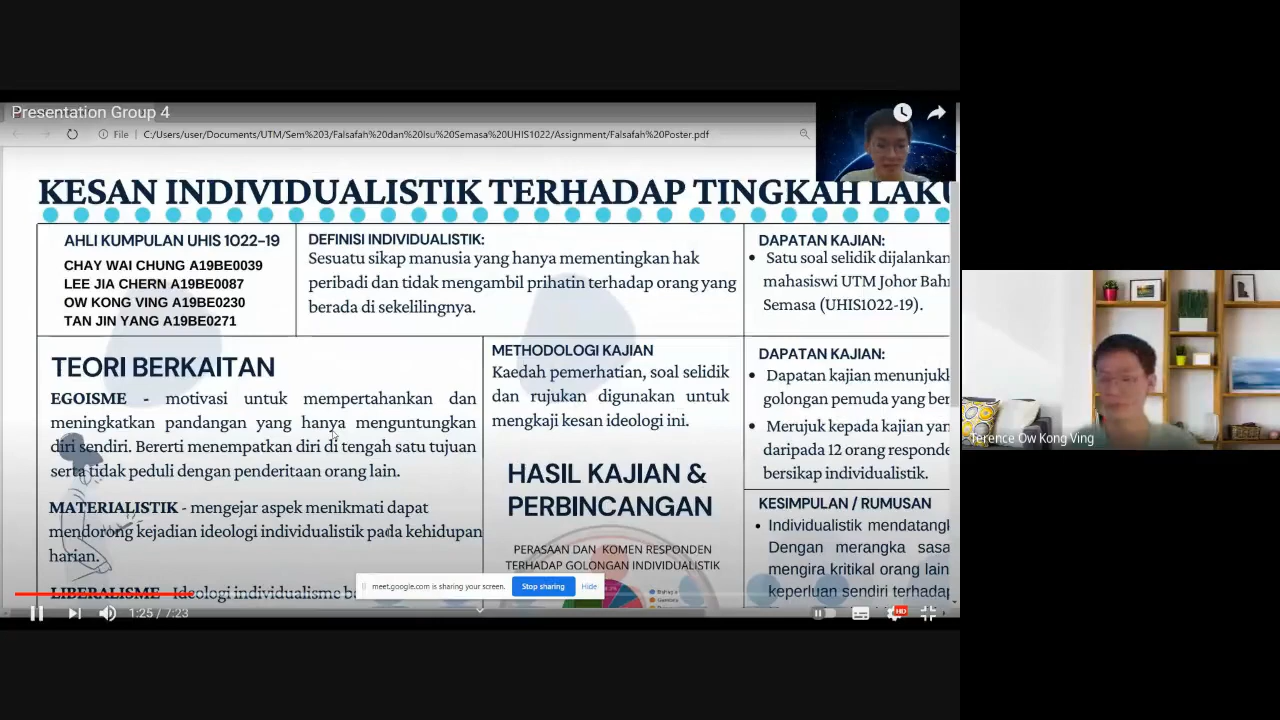 Presentation Group 4
File | C:/Users/user/Documents/UTM/Sem%203/Falsafah%20dan%20Isu%20Semasa%20UHIS1022/Assignment/Falsafah%20Poster.pdf
KESAN INDIVIDUALISTIK TERHADAP TINGKAH LAKU
AHLI KUMPULAN UHIS 1022-19
CHAY WAI CHUNG A19BE0039
LEE JIA CHERN A19BE0087
OW KONG VING A19BE0230
TAN JIN YANG A19BE0271
DEFINISI INDIVIDUALISTIK:
Sesuatu sikap manusia yang hanya mementingkan hak
peribadi dan tidak mengambil prihatin terhadap orang yang
berada di sekelilingnya.
DAPATAN KAJIAN:
• Satu soal selidik dijalankan
mahasiswi UTM Johor Bah
Semasa (UHIS1022-19).
TEORI BERKAITAN
EGOISME - motivasi untuk mempertahankan dan
meningkatkan pandangan yang hanya menguntungkan
diri sendiri. Bererti menempatkan diri di tengah satu tujuan
serta tidak peduli dengan penderitaan orang lain.
MATERIALISTIK - mengejar aspek menikmati dapat
mendorong kejadian ideologi individualistik pada kehidupan
harian.
LIBERALISME - Ideologi individualisme
METHODOLOGI KAJIAN
Kaedah pemerhatian, soal selidik
dan rujukan digunakan untuk
mengkaji kesan ideologi ini.
HASIL KAJIAN &
PERBINCANGAN
PERASAAN DAN KOMEN RESPONDEN
TERHADAP GOLONGAN INDIVIDUALISTIK
DAPATAN KAJIAN:
• Dapatan kajian menunjuk
golongan pemuda yang ber
• Merujuk kepada kajian yan
daripada 12 orang responde
bersikap individualistik.
KESIMPULAN / RUMUSAN
• Individualistik mendatangk
Dengan merangka sasa
mengira kritikal orang lain
keperluan sendiri terhadap
meet.google.com is sharing your screen.
Stop sharing
Hide
1:25 / 7:23
HD
Terence Ow Kong Ving